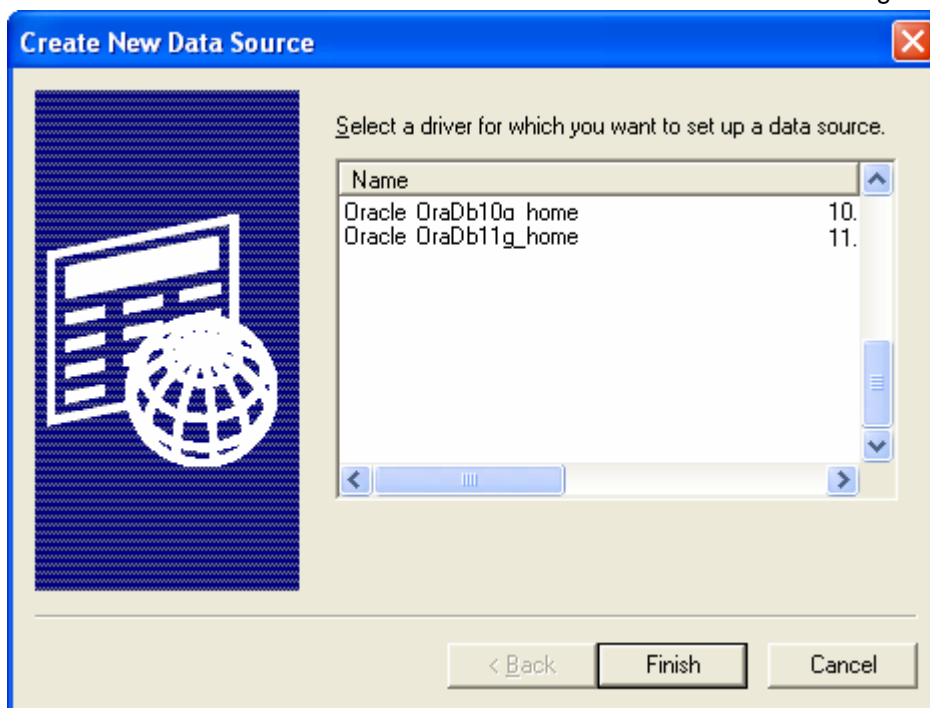 Create New Data Source
Select a driver for which you want to set up a data source.
Name
Oracle OraDb10g_home 10.
Oracle OraDb11g_home 11.
< Back Finish Cancel